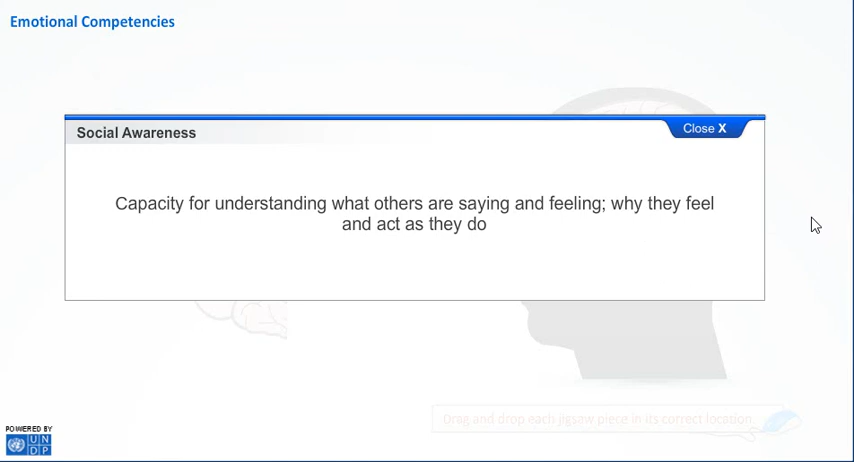 Emotional Competencies
Social Awareness
Close X
Capacity for understanding what others are saying and feeling; why they feel
and act as they do
Drag and drop each jigsaw piece in its correct location
POWERED BY
U N
D P